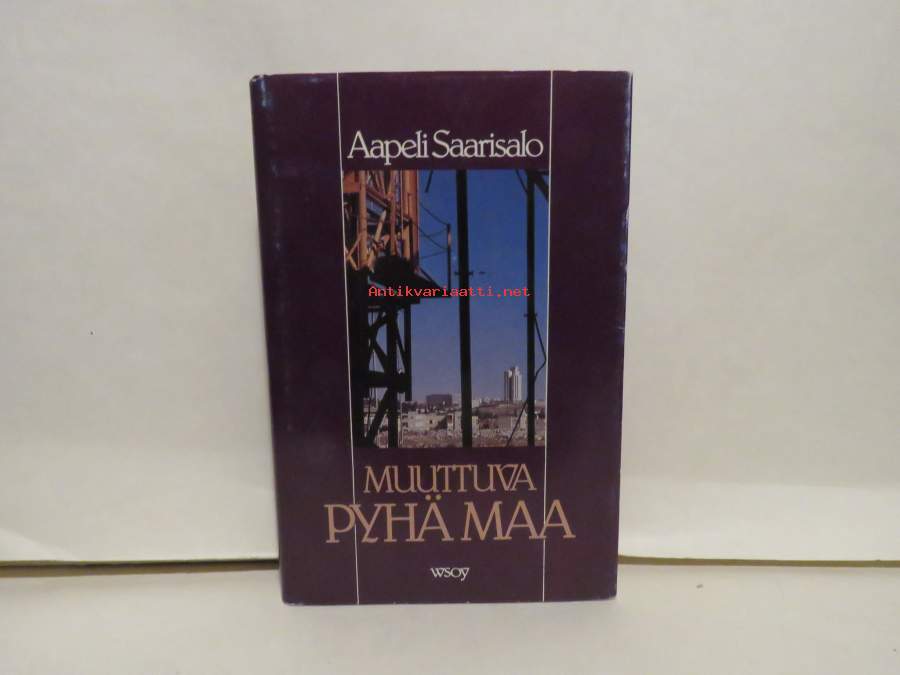 Aapeli Saarisalo
Antikvariaatti.net
MUUTTUVA
PYHÄ MAA
wsoy